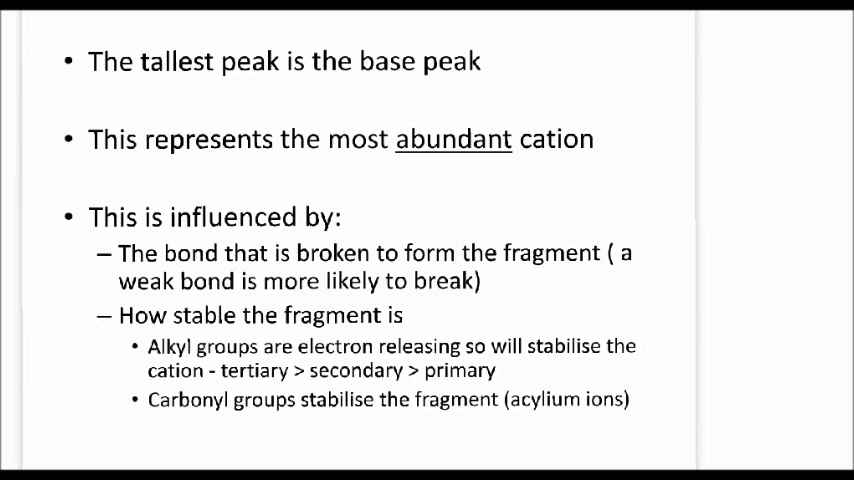 • The tallest peak is the base peak
• This represents the most abundant cation
• This is influenced by:
– The bond that is broken to form the fragment ( a
weak bond is more likely to break)
– How stable the fragment is
• Alkyl groups are electron releasing so will stabilise the
cation - tertiary > secondary > primary
• Carbonyl groups stabilise the fragment (acylium ions)